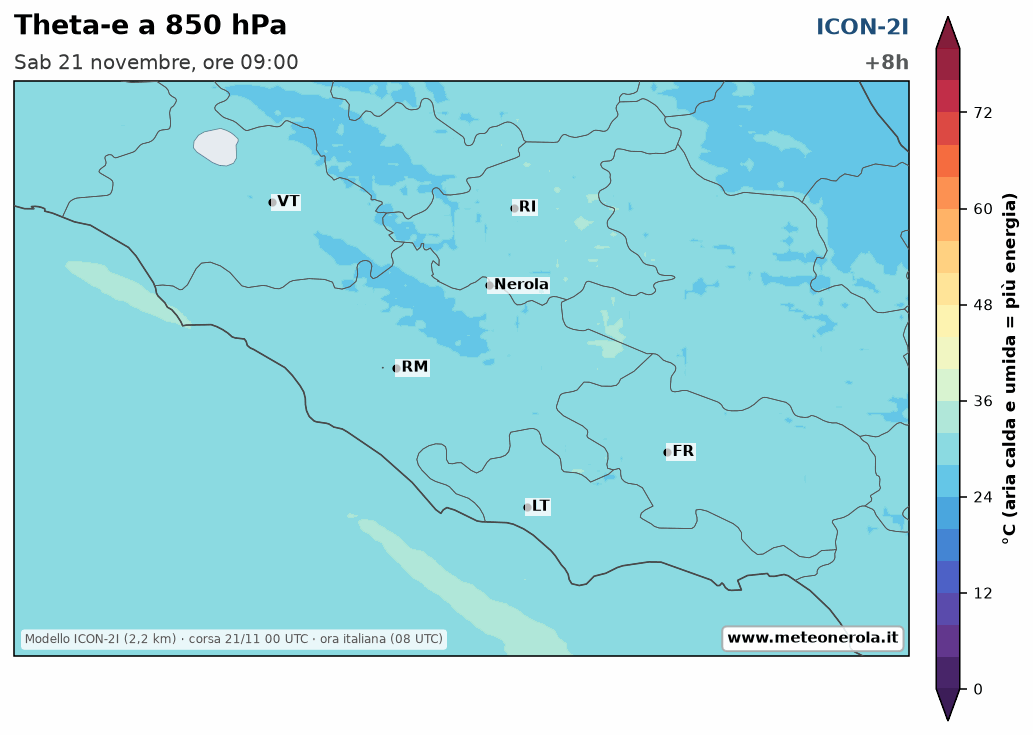 Theta-e a 850 hPa
ICON-2I
Sab 21 novembre, ore 09:00
+8h
VT
RI
Nerola
RM
FR
LT
Modello ICON-2I (2,2 km) · corsa 21/11 00 UTC · ora italiana (08 UTC)
www.meteonerola.it
72
60
48
36
24
12
0
°C (aria calda e umida = più energia)